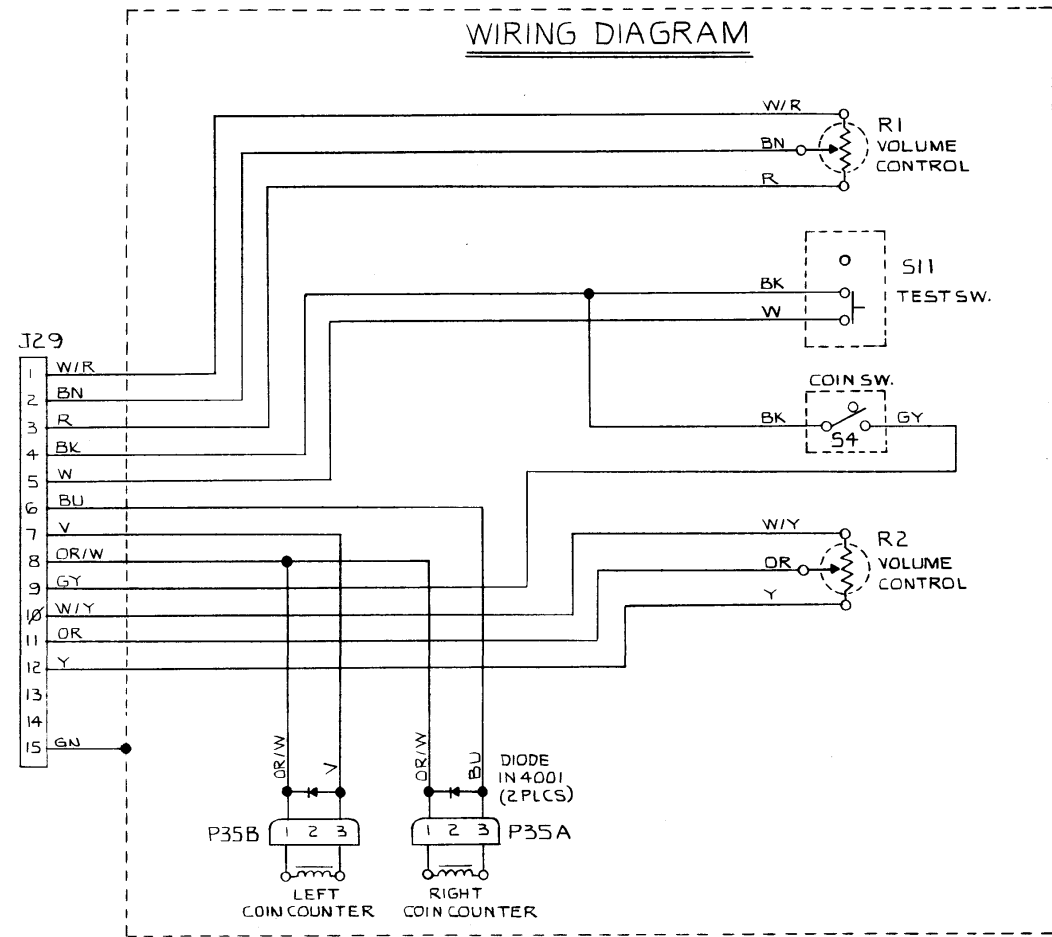 WIRING DIAGRAM
W/R
R1
VOLUME
CONTROL
BN
R
S11
TEST SW.
BK
W
COIN SW.
BK
S4
GY
J29
1 W/R
2 BN
3 R
4 BK
5 W
6 BU
7 V
8 OR/W
9 GY
10 W/Y
11 OR
12 Y
13
14
15 GN
W/Y
R2
VOLUME
CONTROL
OR
Y
OR/W
V
OR/W
BU
DIODE
IN4001
(2PLCS)
P35B 1 2 3
1 2 3 P35A
LEFT
COIN COUNTER
RIGHT
COIN COUNTER